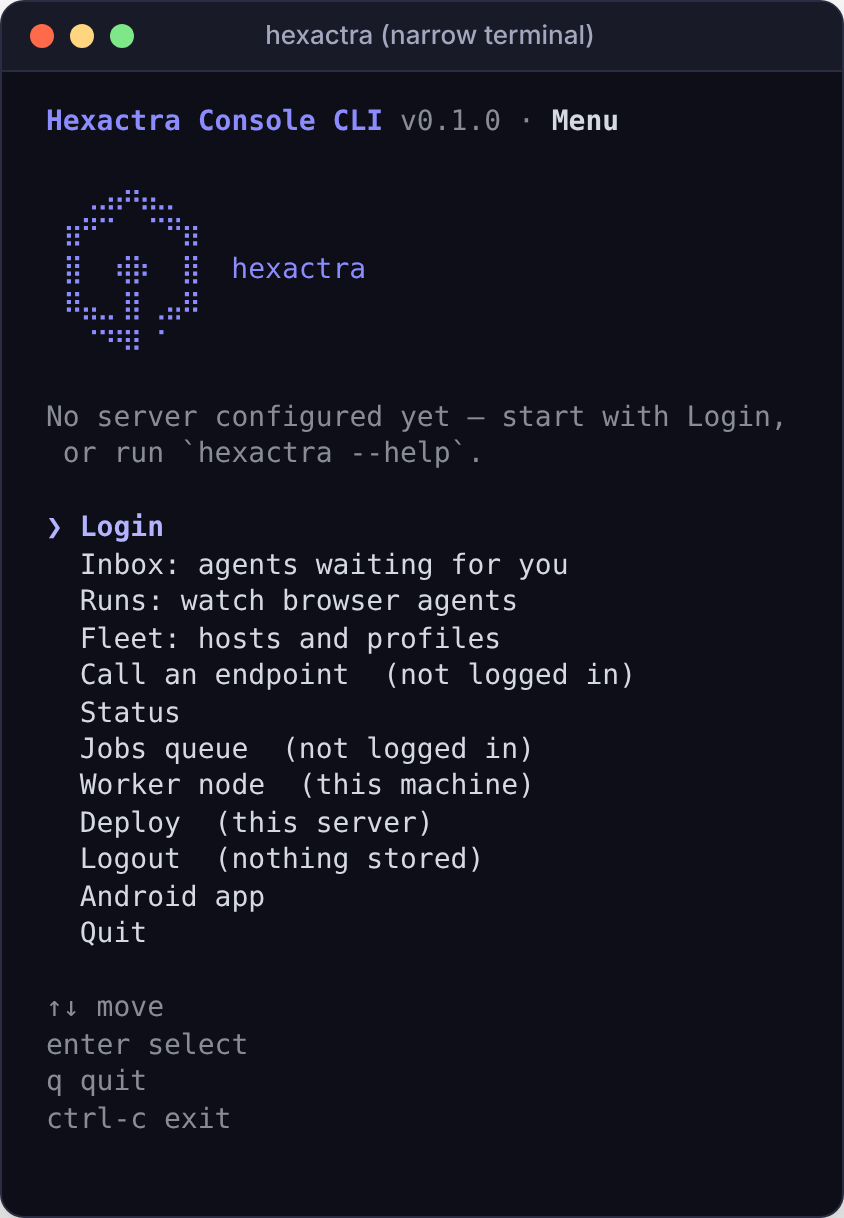 hexactra (narrow terminal)
Hexactra Console CLI v0.1.0 · Menu
hexactra
No server configured yet — start with Login,
or run `hexactra --help`.
❯ Login
Inbox: agents waiting for you
Runs: watch browser agents
Fleet: hosts and profiles
Call an endpoint  (not logged in)
Status
Jobs queue  (not logged in)
Worker node  (this machine)
Deploy  (this server)
Logout  (nothing stored)
Android app
Quit
↑↓ move
enter select
q quit
ctrl-c exit